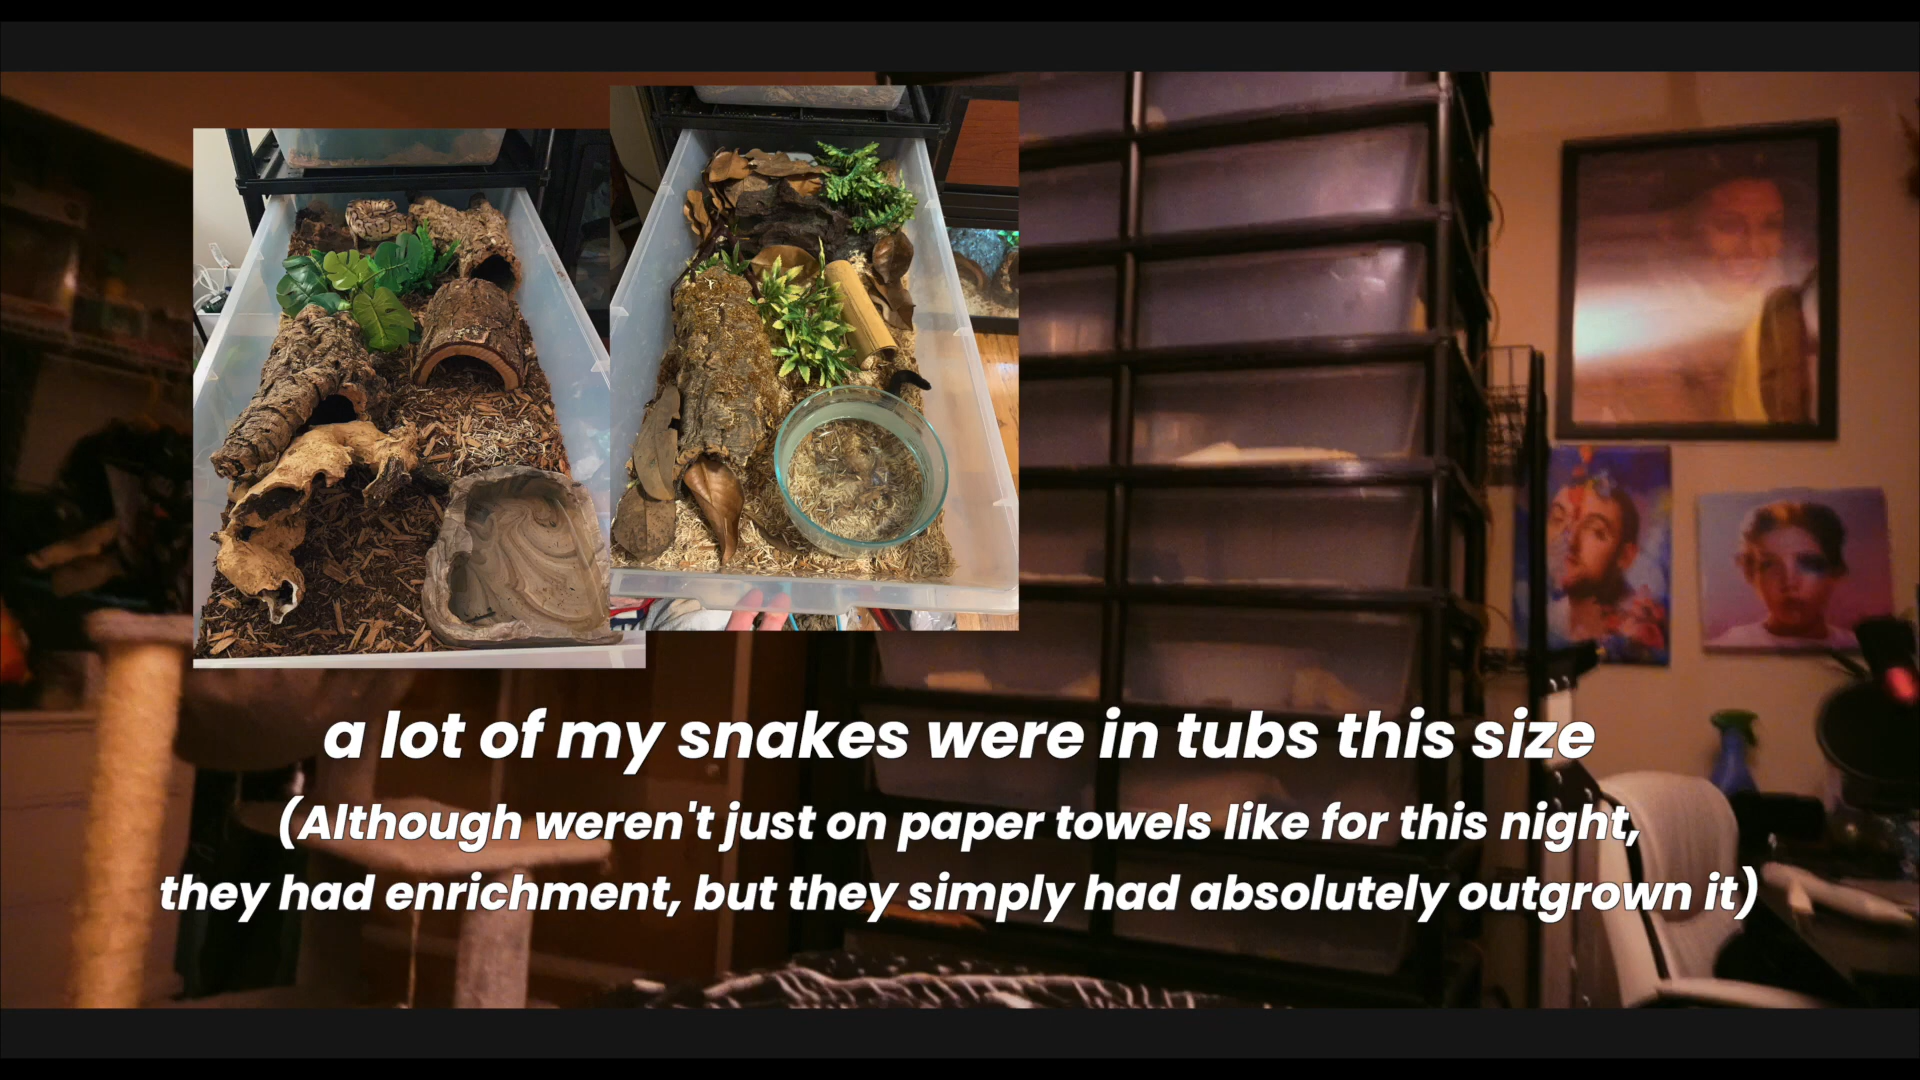 a lot of my snakes were in tubs this size
(Although weren't just on paper towels like for this night,
they had enrichment, but they simply had absolutely outgrown it)